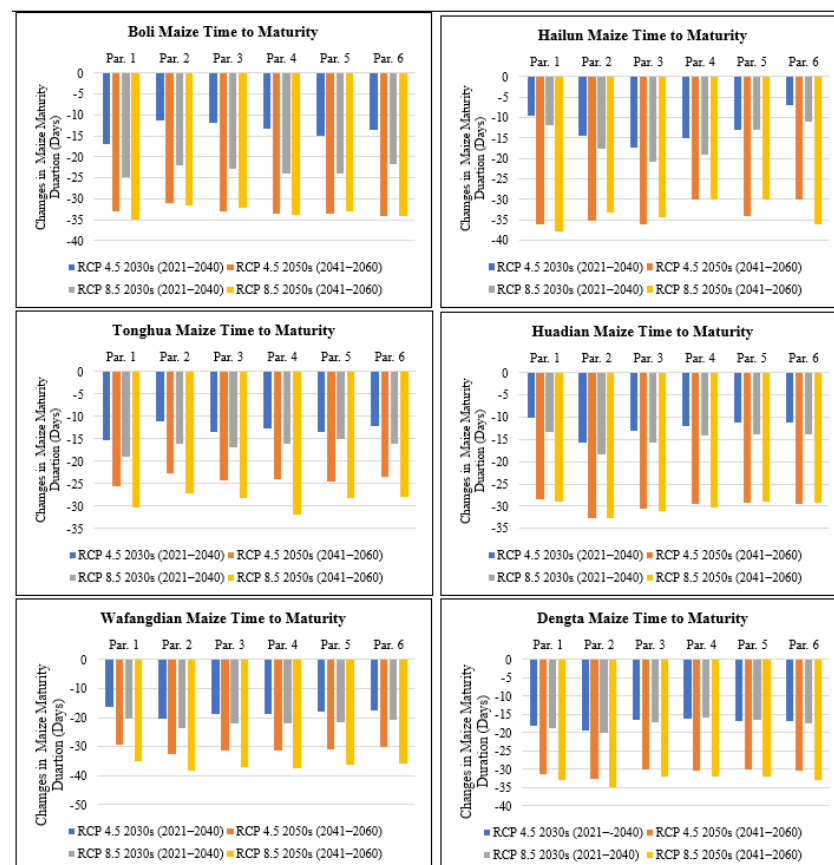 Boli Maize Time to Maturity
Par. 1 Par. 2 Par. 3 Par. 4 Par. 5 Par. 6
0
-5
-10
-15
-20
-25
-30
-35
-40
Chamges in Maize Maturity
Duartion (Days)
RCP 4.5 2030s (2021–2040) RCP 4.5 2050s (2041–2060)
RCP 8.5 2030s (2021–2040) RCP 8.5 2050s (2041–2060)
Hailun Maize Time to Maturity
Par. 1 Par. 2 Par. 3 Par. 4 Par. 5 Par. 6
0
-5
-10
-15
-20
-25
-30
-35
-40
Chamges in Maize Maturity
Duartion (Days)
RCP 4.5 2030s (2021–2040) RCP 4.5 2050s (2041–2060)
RCP 8.5 2030s (2021–2040) RCP 8.5 2050s (2041–2060)
Tonghua Maize Time to Maturity
Par. 1 Par. 2 Par. 3 Par. 4 Par. 5 Par. 6
0
-5
-10
-15
-20
-25
-30
-35
Chamges in Maize Maturity
Duartion (Days)
RCP 4.5 2030s (2021–2040) RCP 4.5 2050s (2041–2060)
RCP 8.5 2030s (2021–2040) RCP 8.5 2050s (2041–2060)
Huadian Maize Time to Maturity
Par. 1 Par. 2 Par. 3 Par. 4 Par. 5 Par. 6
0
-5
-10
-15
-20
-25
-30
-35
Chamges in Maize Maturity
Duartion (Days)
RCP 4.5 2030s (2021–2040) RCP 4.5 2050s (2041–2060)
RCP 8.5 2030s (2021–2040) RCP 8.5 2050s (2041–2060)
Wafangdian Maize Time to Maturity
Par. 1 Par. 2 Par. 3 Par. 4 Par. 5 Par. 6
0
-10
-20
-30
-40
-50
Chamges in Maize Maturity
Duartion (Days)
RCP 4.5 2030s (2021–2040) RCP 4.5 2050s (2041–2060)
RCP 8.5 2030s (2021–2040) RCP 8.5 2050s (2041–2060)
Dengta Maize Time to Maturity
Par. 1 Par. 2 Par. 3 Par. 4 Par. 5 Par. 6
0
-5
-10
-15
-20
-25
-30
-35
-40
Chamges in Maize Maturity
Duration (Days)
RCP 4.5 2030s (2021--2040) RCP 4.5 2050s (2041–2060)
RCP 8.5 2030s (2021–2040) RCP 8.5 2050s (2041–2060)